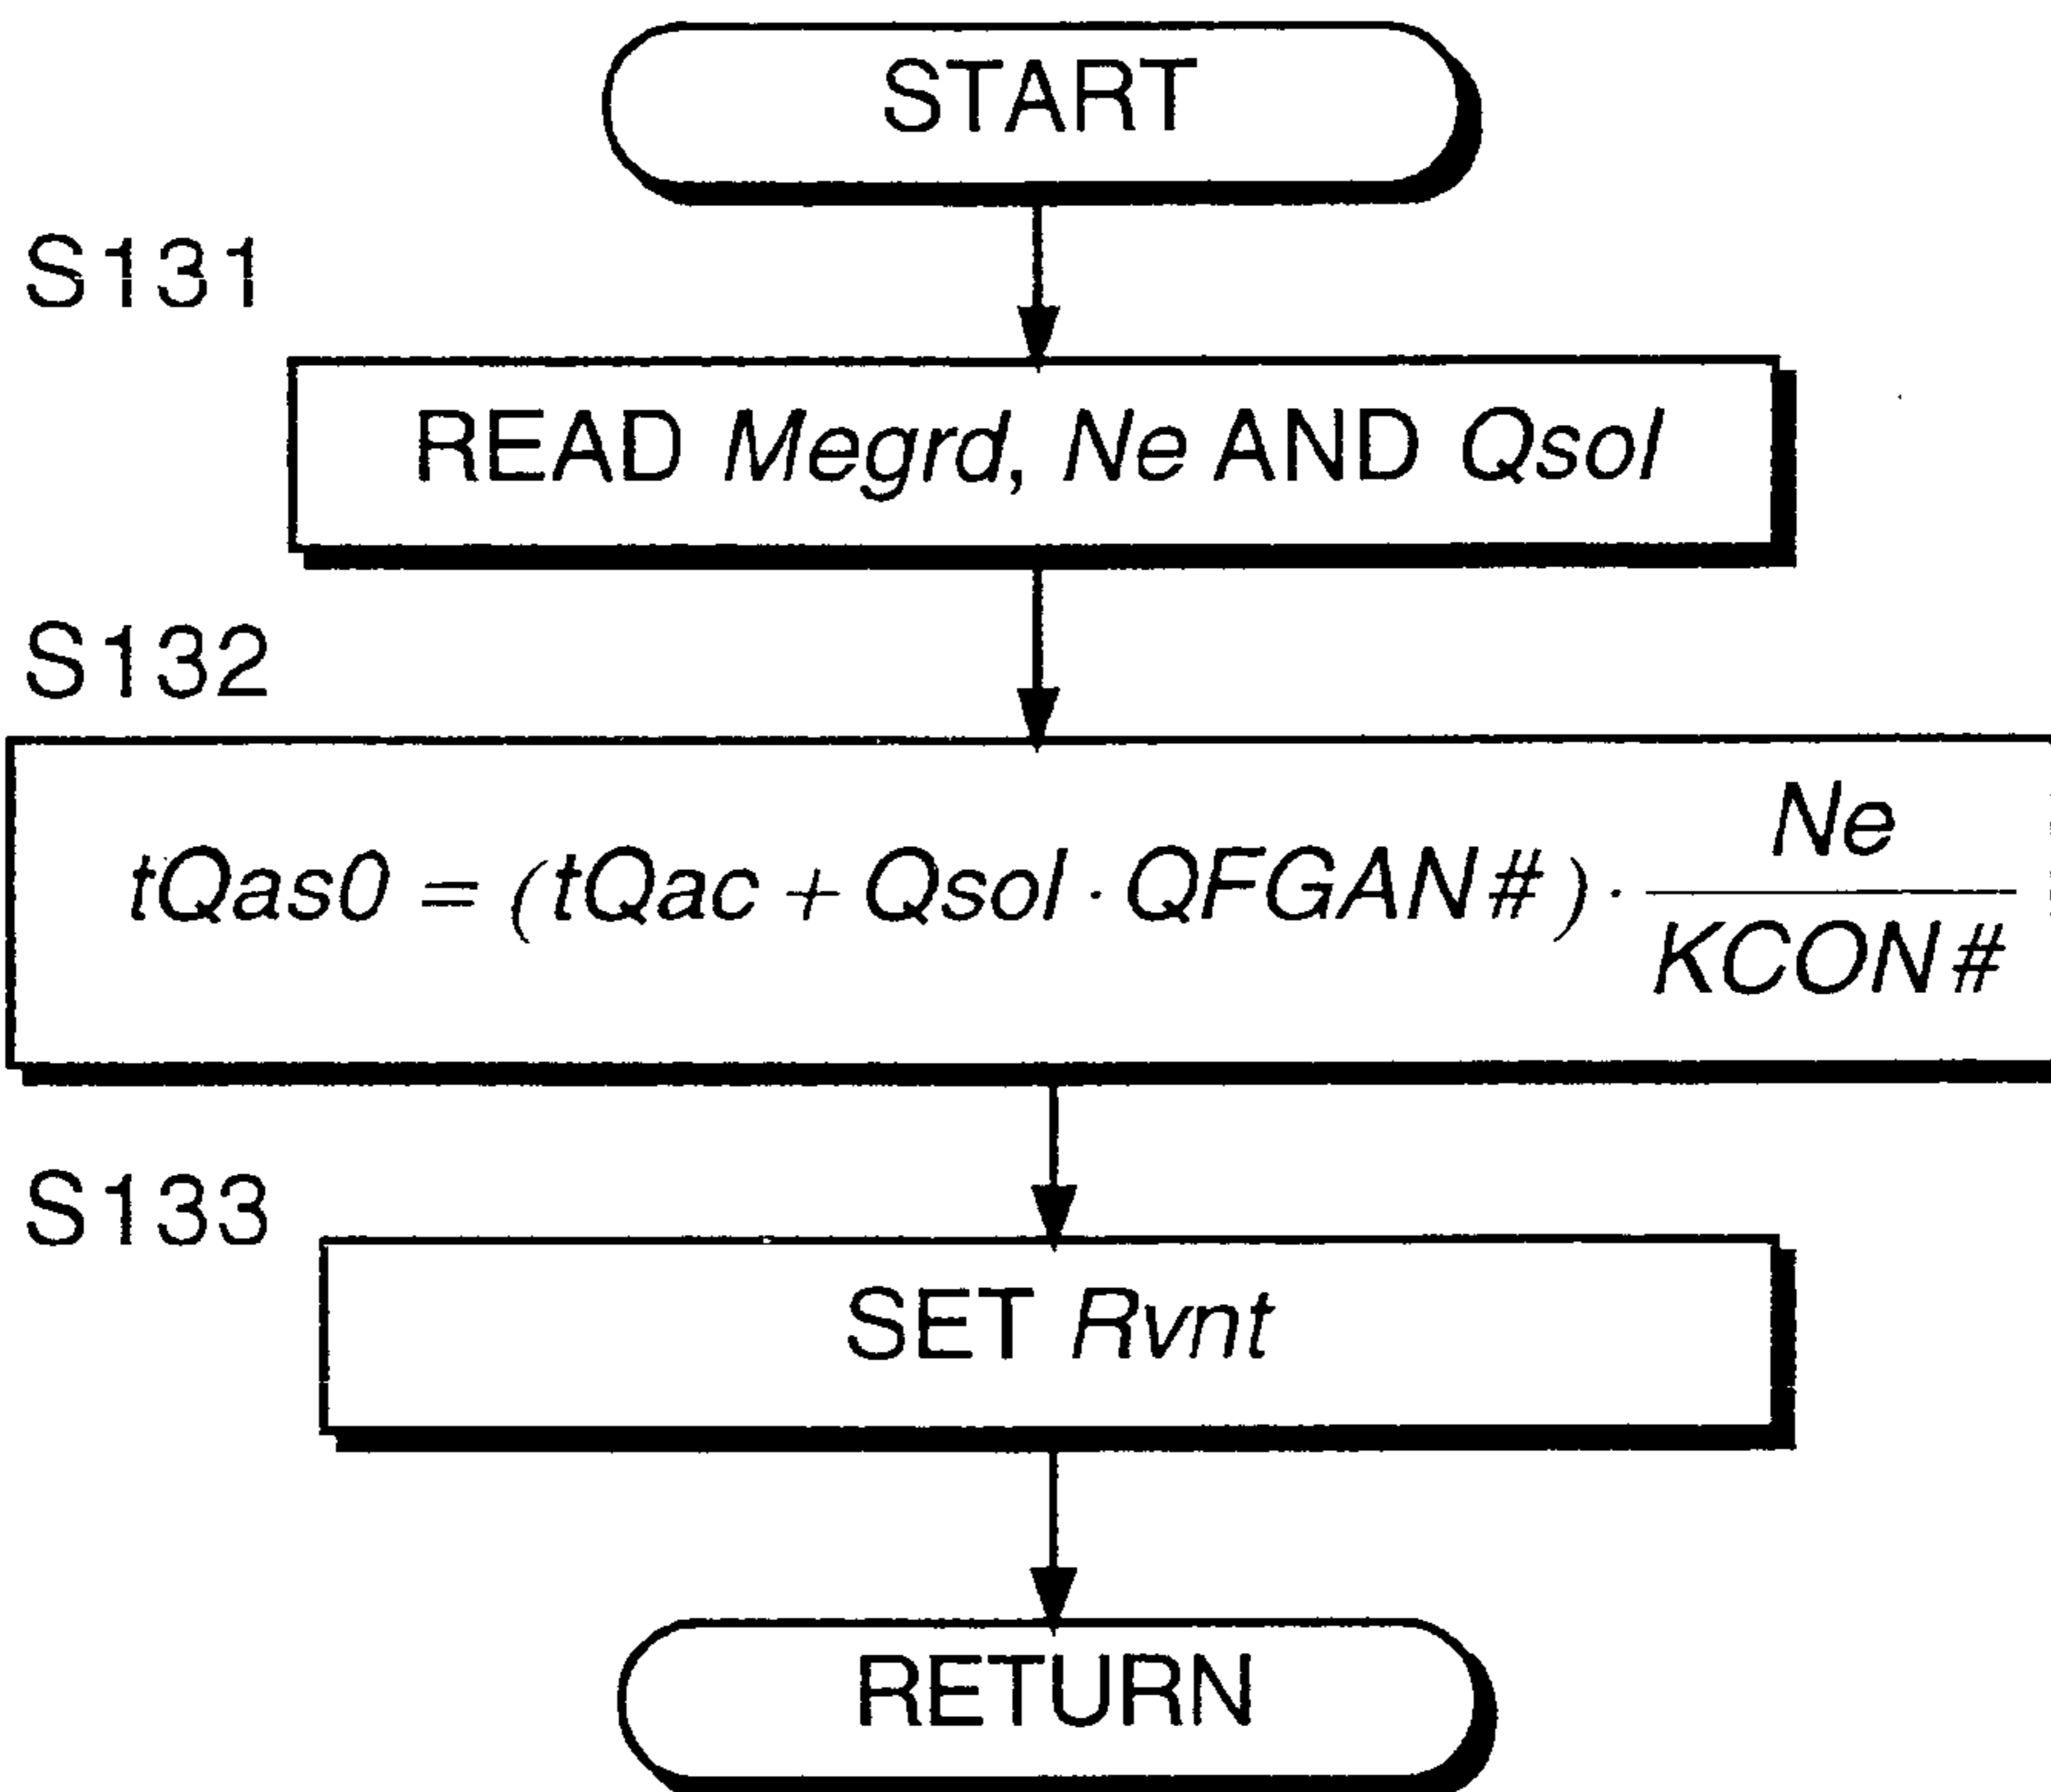 START
S131
READ Megrd, Ne AND Qsol
S132
tQas0 = (tQac + Qsol · QFGAN#) · Ne / KCON#
S133
SET Rvnt
RETURN